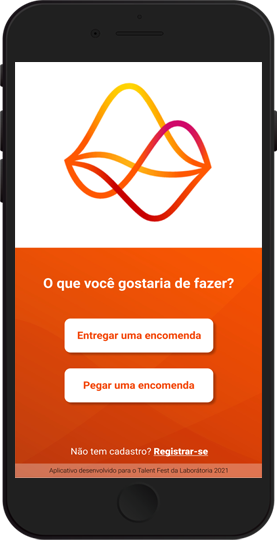 O que você gostaria de fazer?
Entregar uma encomenda
Pegar uma encomenda
Não tem cadastro? Registrar-se
Aplicativo desenvolvido para o Talent Fest da Laboratória 2021